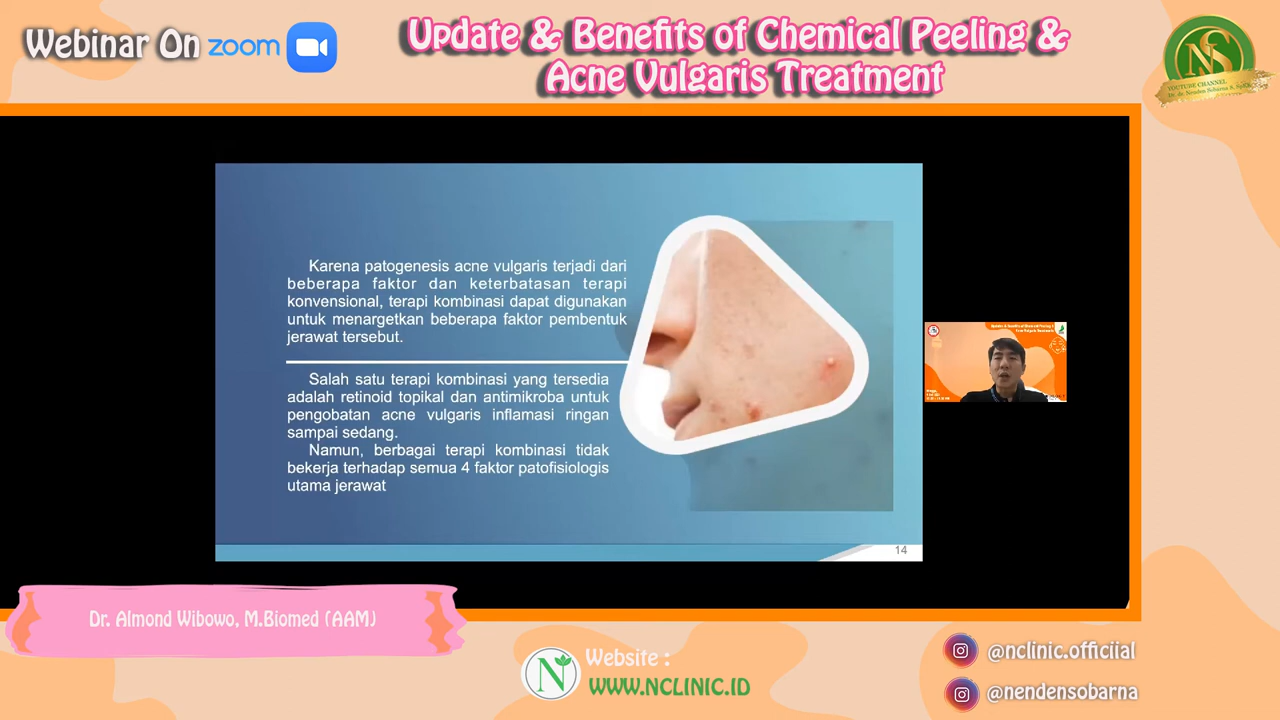 Webinar On zoom
Update & Benefits of Chemical Peeling &
Acne Vulgaris Treatment
NS
YOUTUBE CHANNEL
Karena patogenesis acne vulgaris terjadi dari
beberapa faktor dan keterbatasan terapi
konvensional, terapi kombinasi dapat digunakan
untuk menargetkan beberapa faktor pembentuk
jerawat tersebut.
Salah satu terapi kombinasi yang tersedia
adalah retinoid topikal dan antimikroba untuk
pengobatan acne vulgaris inflamasi ringan
sampai sedang.
Namun, berbagai terapi kombinasi tidak
bekerja terhadap semua 4 faktor patofisiologis
utama jerawat
14
Dr. Almond Wibowo, M.Biomed (AAM)
N
Website :
WWW.NCLINIC.ID
@nclinic.officiial
@nendensobarna